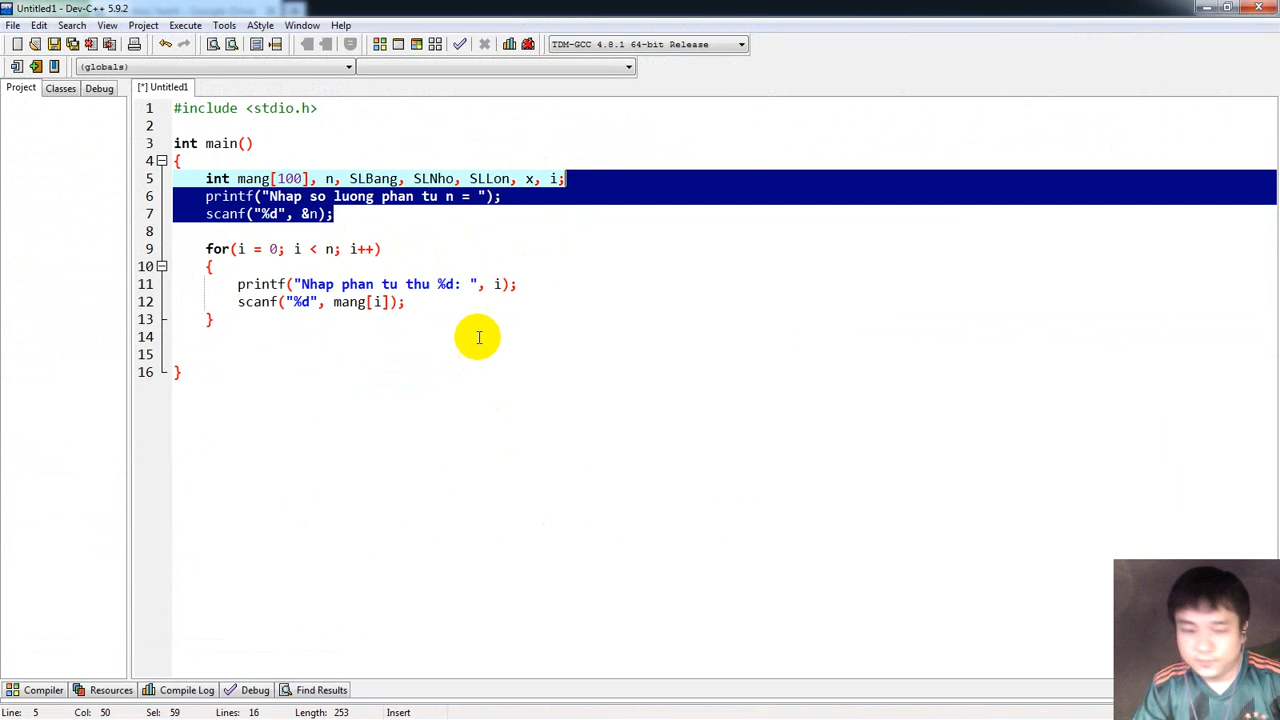 Untitled1 - Dev-C++ 5.9.2
File Edit Search View Project Execute Tools AStyle Window Help
TDM-GCC 4.8.1 64-bit Release
(globals)
Project Classes Debug
[*] Untitled1
1 #include <stdio.h>
2
3 int main()
4 {
5 int mang[100], n, SLBang, SLNho, SLLon, x, i;
6 printf("Nhap so luong phan tu n = ");
7 scanf("%d", &n);
8
9 for(i = 0; i < n; i++)
10 {
11 printf("Nhap phan tu thu %d: ", i);
12 scanf("%d", mang[i]);
13 }
14
15
16 }
Compiler Resources Compile Log Debug Find Results
Line: 5 Col: 50 Sel: 59 Lines: 16 Length: 253 Insert